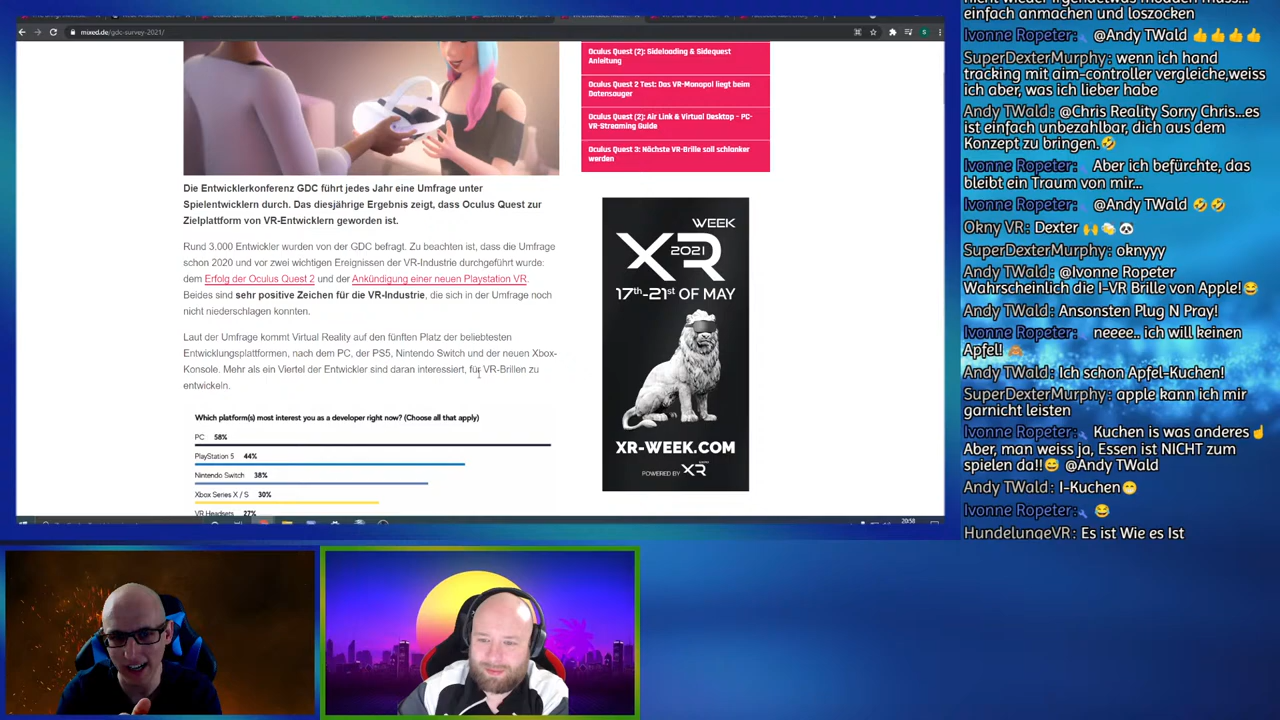 mixed.de/gdc-survey-2021/
Oculus Quest (2): Sideloading & Sidequest
Anleitung
Oculus Quest 2 Test: Das VR-Monopol liegt beim
Datensauger
Oculus Quest (2): Air Link & Virtual Desktop – PC-
VR-Streaming Guide
Oculus Quest 3: Nächste VR-Brille soll schlanker
werden
Die Entwicklerkonferenz GDC führt jedes Jahr eine Umfrage unter
Spielentwicklern durch. Das diesjährige Ergebnis zeigt, dass Oculus Quest zur
Zielplattform von VR-Entwicklern geworden ist.
Rund 3.000 Entwickler wurden von der GDC befragt. Zu beachten ist, dass die Umfrage
schon 2020 und vor zwei wichtigen Ereignissen der VR-Industrie durchgeführt wurde:
dem Erfolg der Oculus Quest 2 und der Ankündigung einer neuen Playstation VR.
Beides sind sehr positive Zeichen für die VR-Industrie, die sich in der Umfrage noch
nicht niederschlagen konnten.
Laut der Umfrage kommt Virtual Reality auf den fünften Platz der beliebtesten
Entwicklungsplattformen, nach dem PC, der PS5, Nintendo Switch und der neuen Xbox-
Konsole. Mehr als ein Viertel der Entwickler sind daran interessiert, für VR-Brillen zu
entwickeln.
Which platform(s) most interest you as a developer right now? (Choose all that apply)
PC 58%
PlayStation 5 44%
Nintendo Switch 38%
Xbox Series X / S 30%
VR Headsets 27%
WEEK
XR
2021
17th-21st OF MAY
XR-WEEK.COM
POWERED BY XR
20:58
nicht wieder irgendetwas modden muss...
einfach anmachen und loszocken
Ivonne Ropeter: @Andy TWald 👍👍👍👍
SuperDexterMurphy: wenn ich hand
tracking mit aim-controller vergleiche,weiss
ich aber, was ich lieber habe
Andy TWald: @Chris Reality Sorry Chris...es
ist einfach unbezahlbar, dich aus dem
Konzept zu bringen.🤣
Ivonne Ropeter: Aber ich befürchte, das
bleibt ein Traum von mir...
Ivonne Ropeter: @Andy TWald 🤣🤣
Okny VR: Dexter 🙌🍻🐼
SuperDexterMurphy: oknyyy
Andy TWald: @Ivonne Ropeter
Wahrscheinlich die I-VR Brille von Apple!😂
Andy TWald: Ansonsten Plug N Pray!
Ivonne Ropeter: neeee.. ich will keinen
Apfel! 🙈
Andy TWald: Ich schon Apfel-Kuchen!
SuperDexterMurphy: apple kann ich mir
garnicht leisten
Ivonne Ropeter: Kuchen is was anderes☝
Aber, man weiss ja, Essen ist NICHT zum
spielen da!!😅 @Andy TWald
Andy TWald: I-Kuchen😁
Ivonne Ropeter: 😂
HundelungeVR: Es ist Wie es Ist